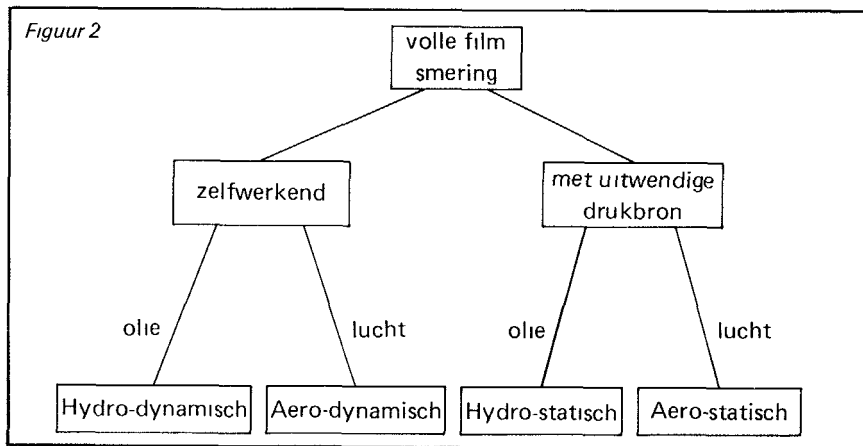 Figuur 2
volle film
smering
zelfwerkend
met uitwendige
drukbron
olie
lucht
olie
lucht
Hydro-dynamisch
Aero-dynamisch
Hydro-statisch
Aero-statisch